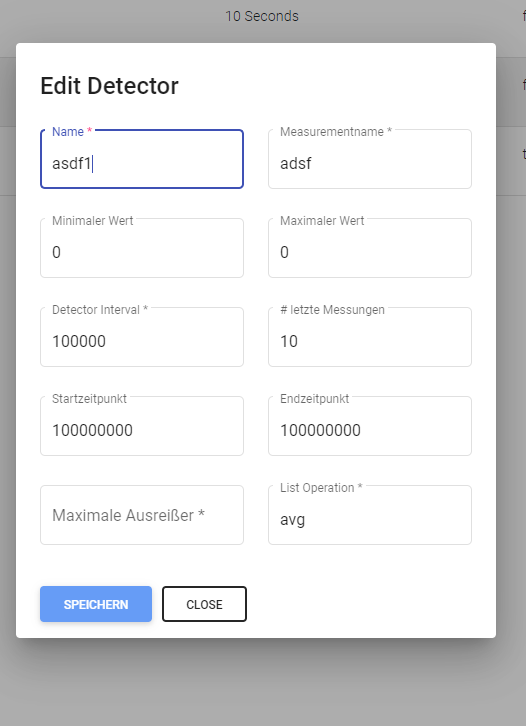 10 Seconds
Edit Detector
Name *
Measurementname *
asdf1
adsf
Minimaler Wert
Maximaler Wert
0
0
Detector Interval *
# letzte Messungen
100000
10
Startzeitpunkt
Endzeitpunkt
100000000
100000000
Maximale Ausreißer *
List Operation *
avg
SPEICHERN
CLOSE